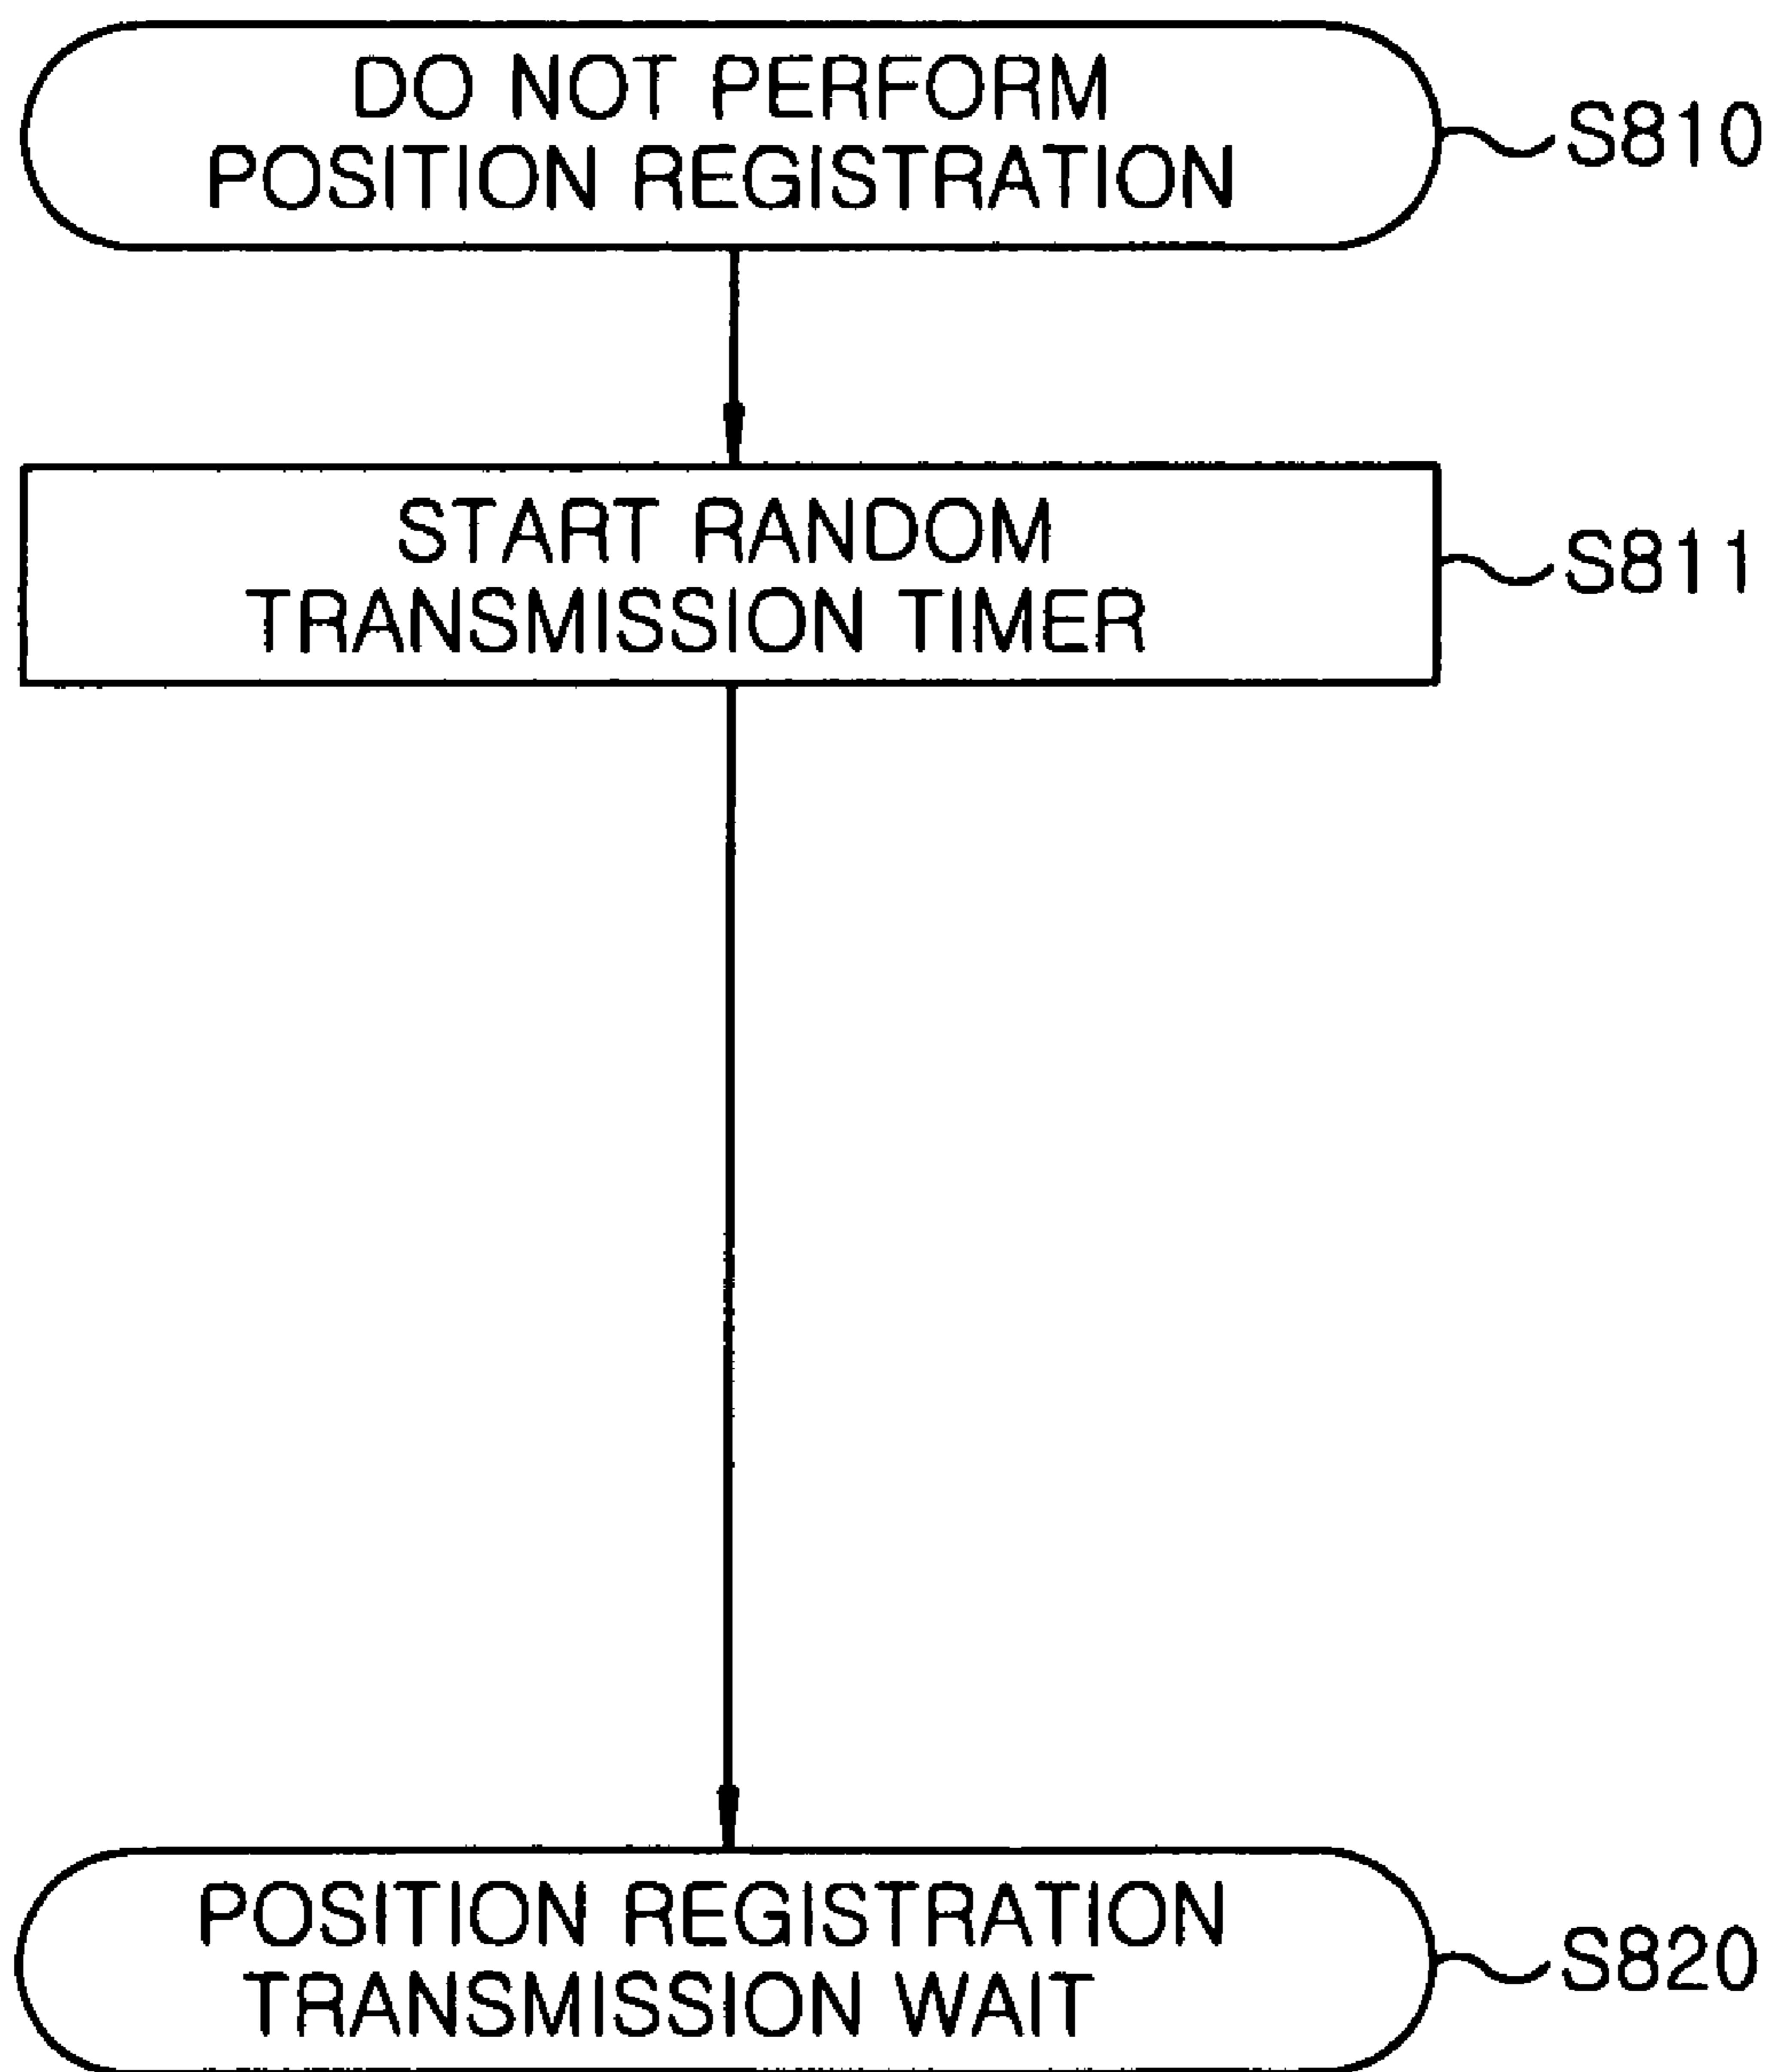 DO NOT PERFORM
POSITION REGISTRATION
S810
START RANDOM
TRANSMISSION TIMER
S811
POSITION REGISTRATION
TRANSMISSION WAIT
S820